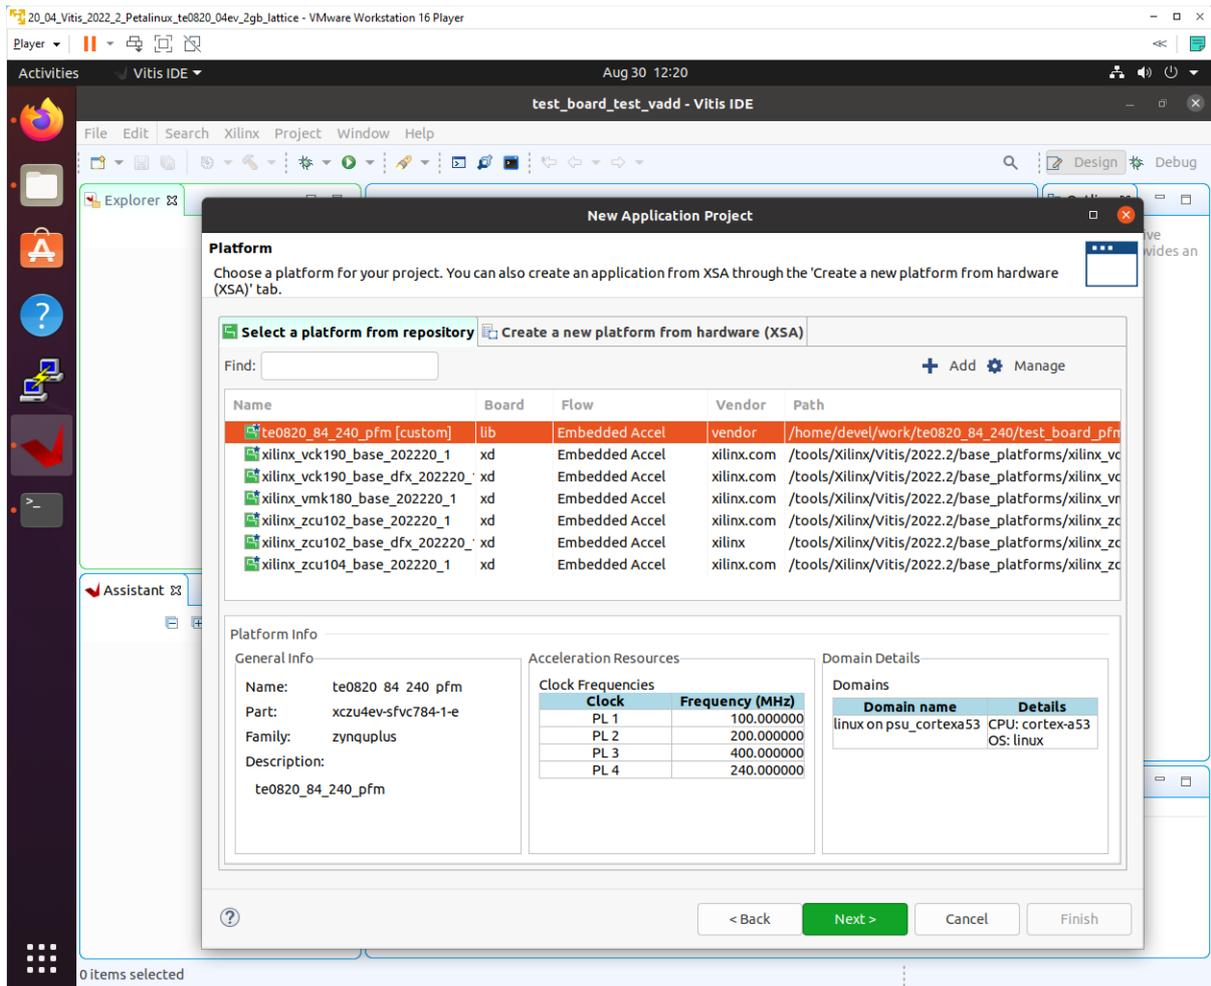 20_04_Vitis_2022_2_Petalinux_te0820_04ev_2gb_lattice - VMware Workstation 16 Player
Player
Activities Vitis IDE Aug 30 12:20
test_board_test_vadd - Vitis IDE
File Edit Search Xilinx Project Window Help
Design Debug
Explorer
New Application Project
Platform
Choose a platform for your project. You can also create an application from XSA through the 'Create a new platform from hardware
(XSA)' tab.
vides an
Select a platform from repository Create a new platform from hardware (XSA)
Find: Add Manage
Name Board Flow Vendor Path
te0820_84_240_pfm [custom] lib Embedded Accel vendor /home/devel/work/te0820_84_240/test_board_pfm
xilinx_vck190_base_202220_1 xd Embedded Accel xilinx.com /tools/Xilinx/Vitis/2022.2/base_platforms/xilinx_vc
xilinx_vck190_base_dfx_202220_ xd Embedded Accel xilinx.com /tools/Xilinx/Vitis/2022.2/base_platforms/xilinx_vc
xilinx_vmk180_base_202220_1 xd Embedded Accel xilinx.com /tools/Xilinx/Vitis/2022.2/base_platforms/xilinx_vm
xilinx_zcu102_base_202220_1 xd Embedded Accel xilinx.com /tools/Xilinx/Vitis/2022.2/base_platforms/xilinx_zc
xilinx_zcu102_base_dfx_202220_ xd Embedded Accel xilinx /tools/Xilinx/Vitis/2022.2/base_platforms/xilinx_zc
xilinx_zcu104_base_202220_1 xd Embedded Accel xilinx.com /tools/Xilinx/Vitis/2022.2/base_platforms/xilinx_zc
Assistant
Platform Info
General Info
Name: te0820_84_240_pfm
Part: xczu4ev-sfvc784-1-e
Family: zynquplus
Description:
te0820_84_240_pfm
Acceleration Resources
Clock Frequencies
Clock Frequency (MHz)
PL 1 100.000000
PL 2 200.000000
PL 3 400.000000
PL 4 240.000000
Domain Details
Domains
Domain name Details
linux on psu_cortexa53 CPU: cortex-a53
OS: linux
< Back Next > Cancel Finish
0 items selected